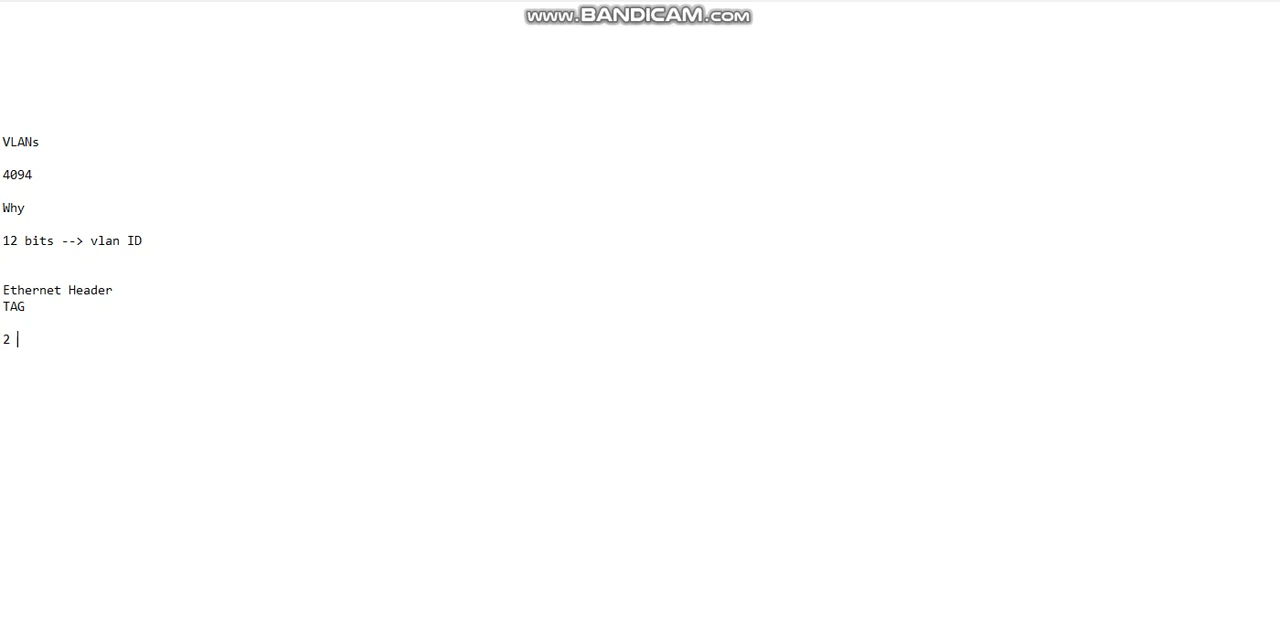 www.BANDICAM.com
VLANs
4094
Why
12 bits --> vlan ID
Ethernet Header
TAG
2